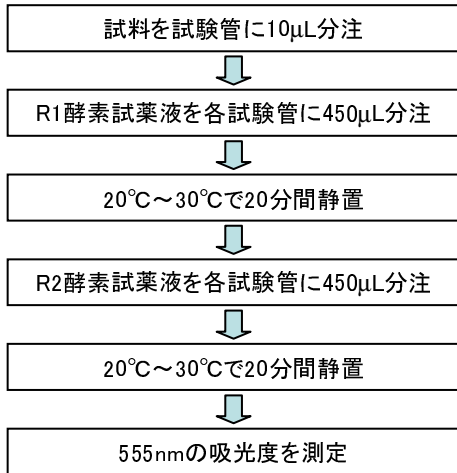 試料を試験管に10μL分注
R1酵素試薬液を各試験管に450μL分注
20℃～30℃で20分間静置
R2酵素試薬液を各試験管に450μL分注
20℃～30℃で20分間静置
555nmの吸光度を測定